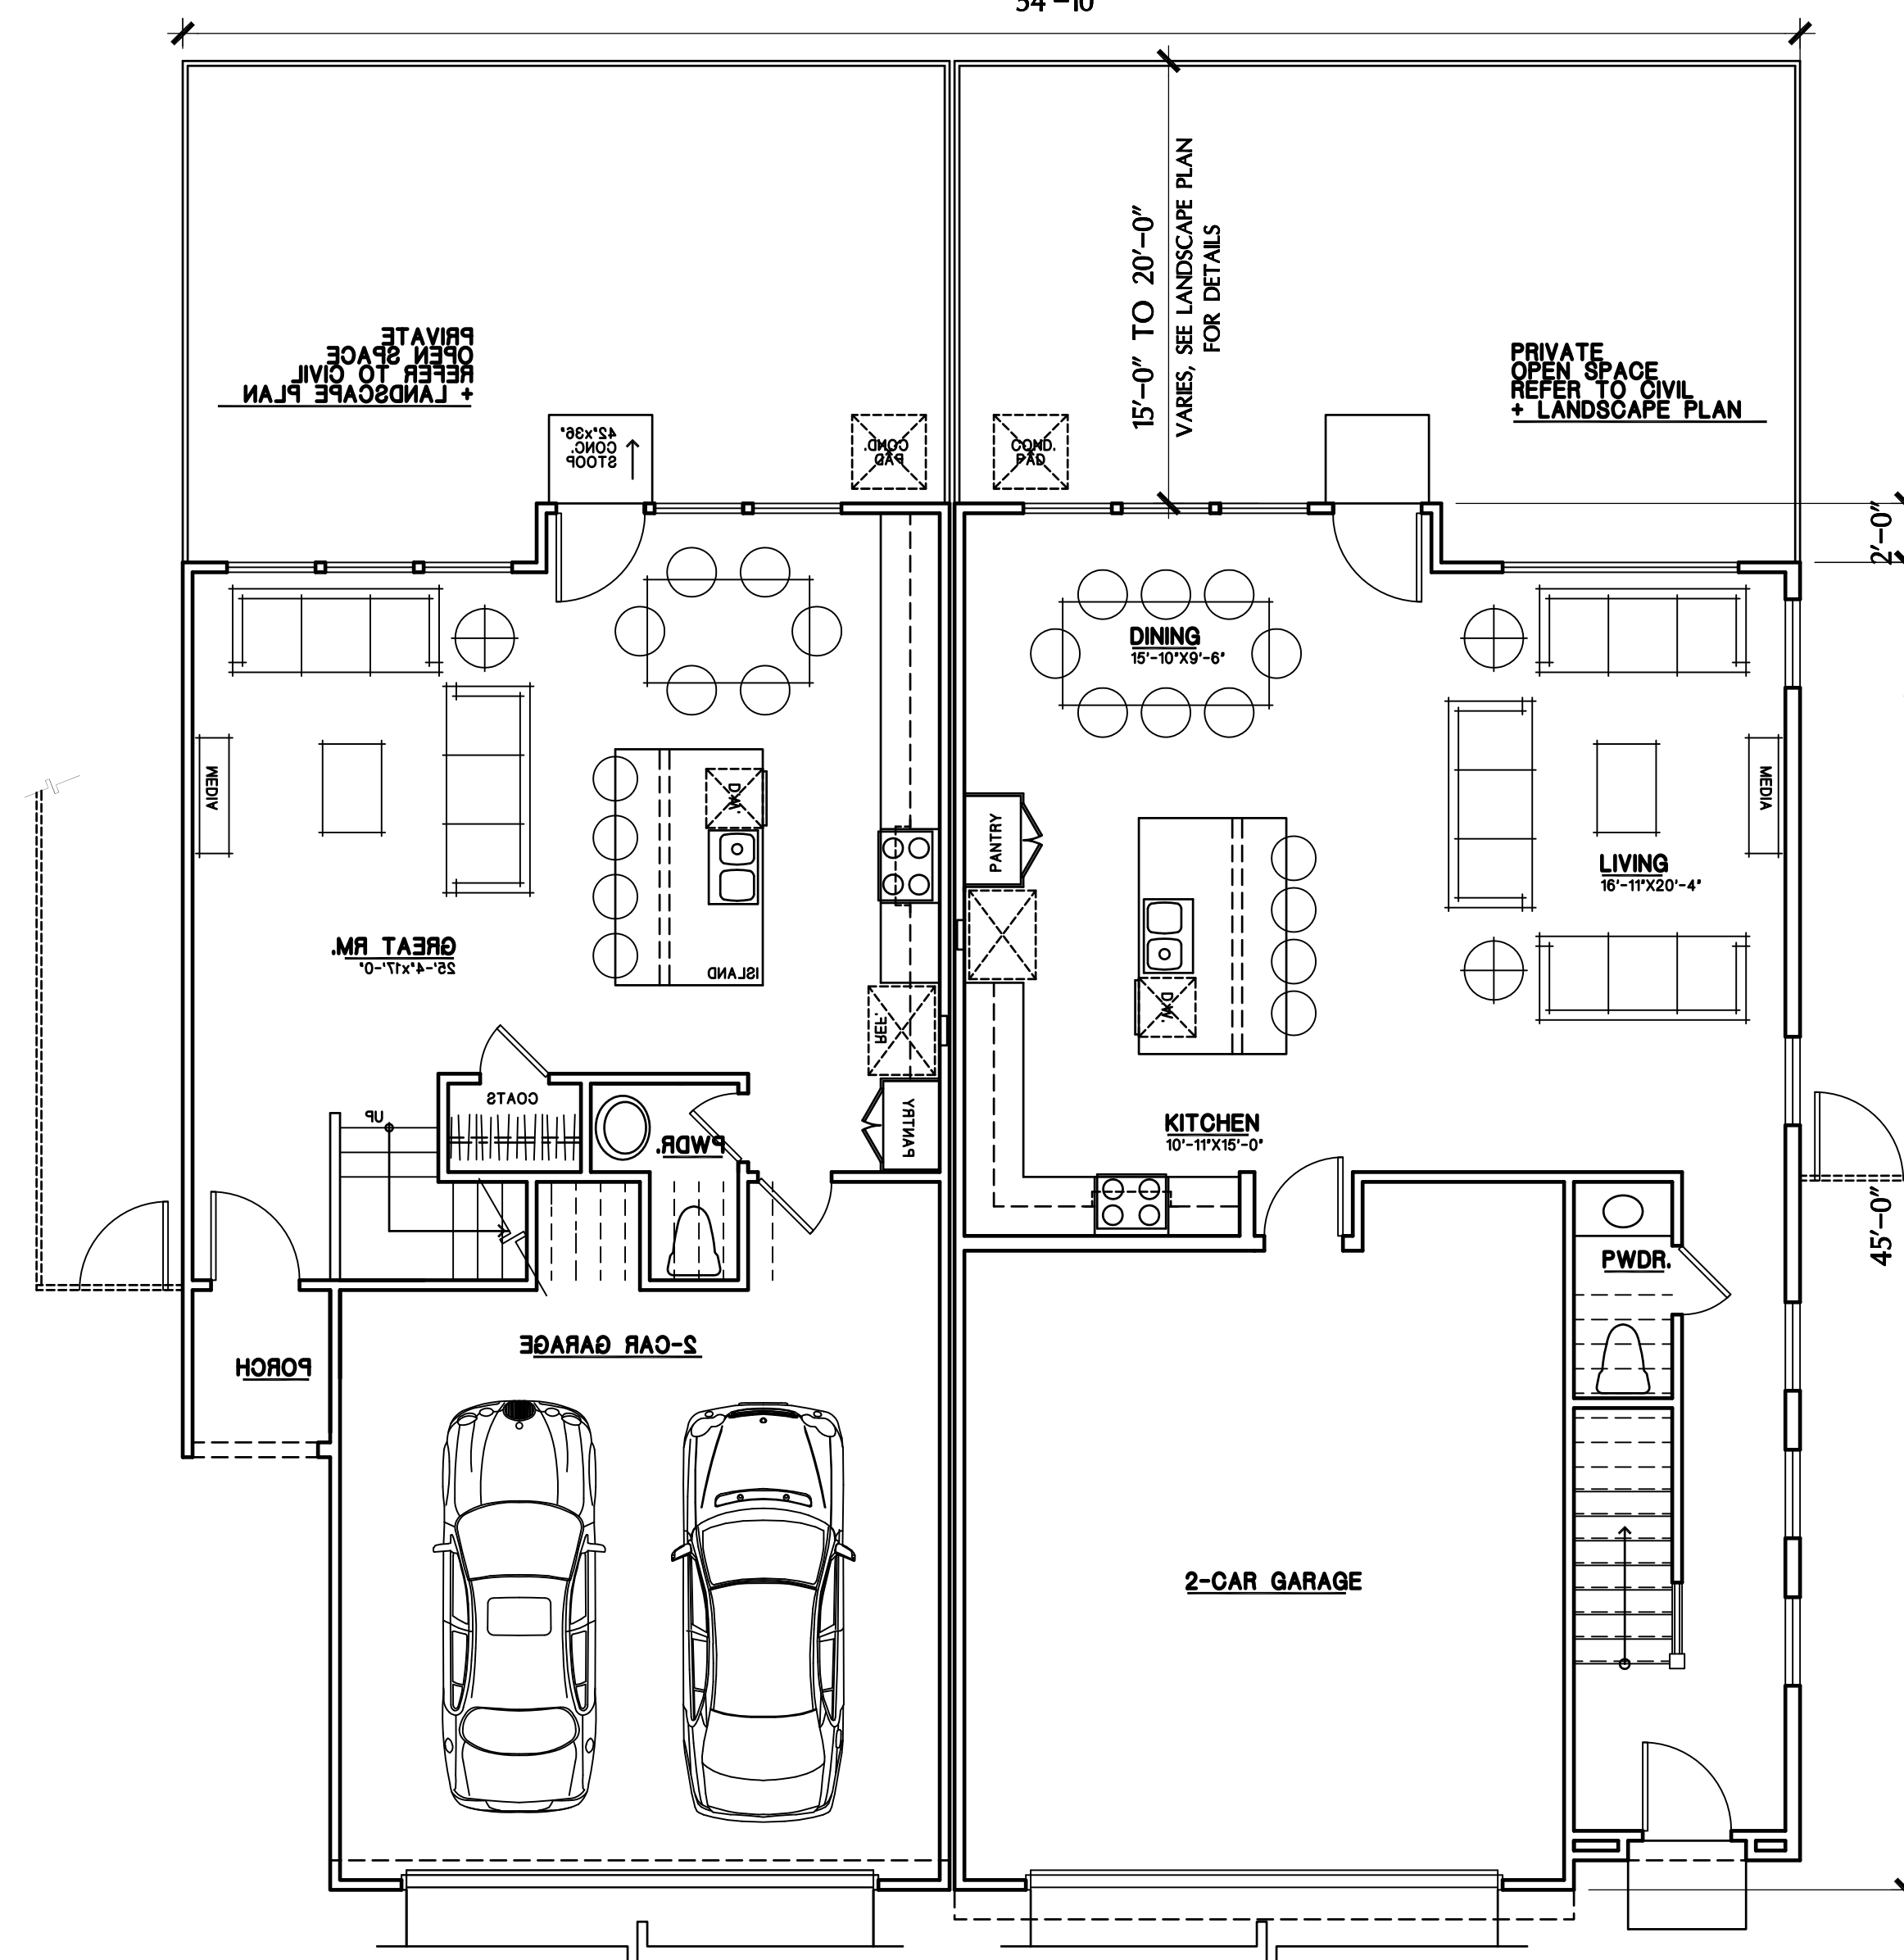 54'-10
15'-0" TO 20'-0"
VARIES, SEE LANDSCAPE PLAN
FOR DETAILS
PRIVATE
OPEN SPACE
REFER TO CIVIL
+ LANDSCAPE PLAN
PRIVATE
OPEN SPACE
REFER TO CIVIL
+ LANDSCAPE PLAN
42"x36"
CONC.
STOOP
COND.
PAD
COND.
PAD
2'-0"
DINING
15'-10"X9'-6"
MEDIA
D.W.
PANTRY
MEDIA
LIVING
16'-11"X20'-4"
GREAT RM.
25'-4"x17'-0"
ISLAND
REF.
D.W.
COATS
UP
PWDR.
PANTRY
KITCHEN
10'-11"X15'-0"
45'-0"
PWDR.
2-CAR GARAGE
PORCH
2-CAR GARAGE